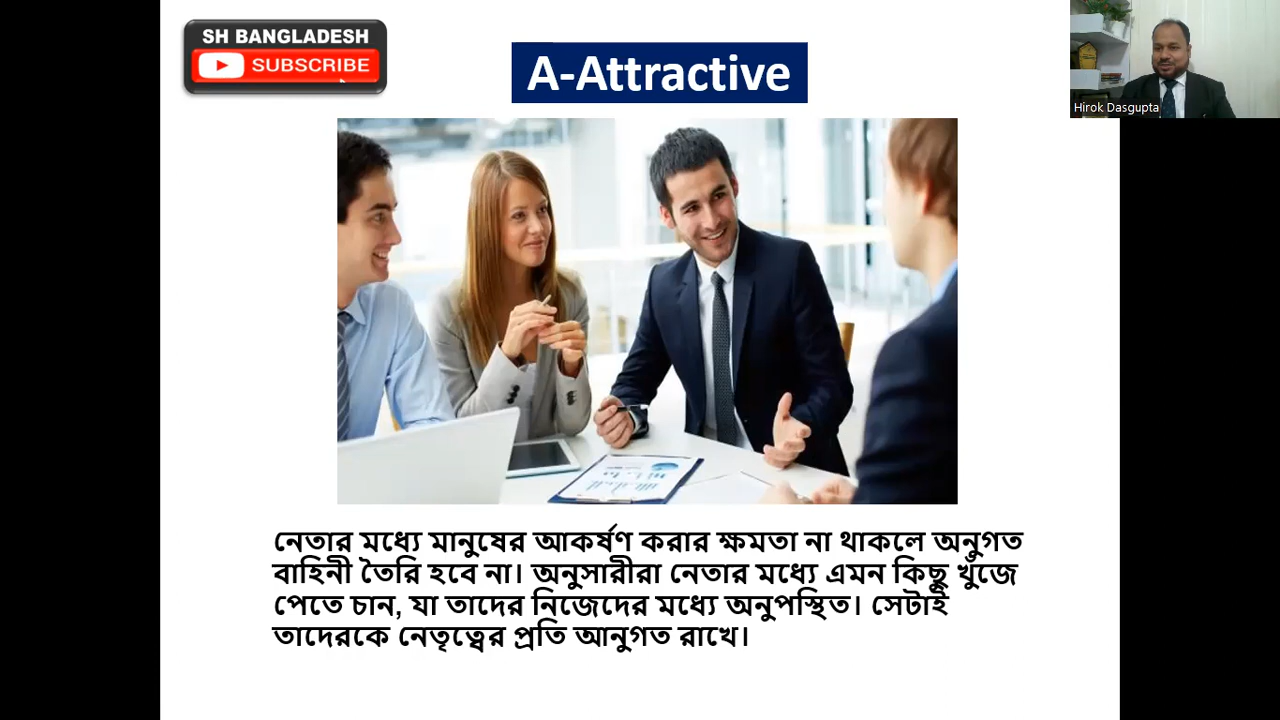 SH BANGLADESH
SUBSCRIBE
A-Attractive
Hirok Dasgupta
নেতার মধ্যে মানুষের আকর্ষণ করার ক্ষমতা না থাকলে অনুগত
বাহিনী তৈরি হবে না। অনুসারীরা নেতার মধ্যে এমন কিছু খুঁজে
পেতে চান, যা তাদের নিজেদের মধ্যে অনুপস্থিত। সেটাই
তাদেরকে নেতৃত্বের প্রতি আনুগত রাখে।